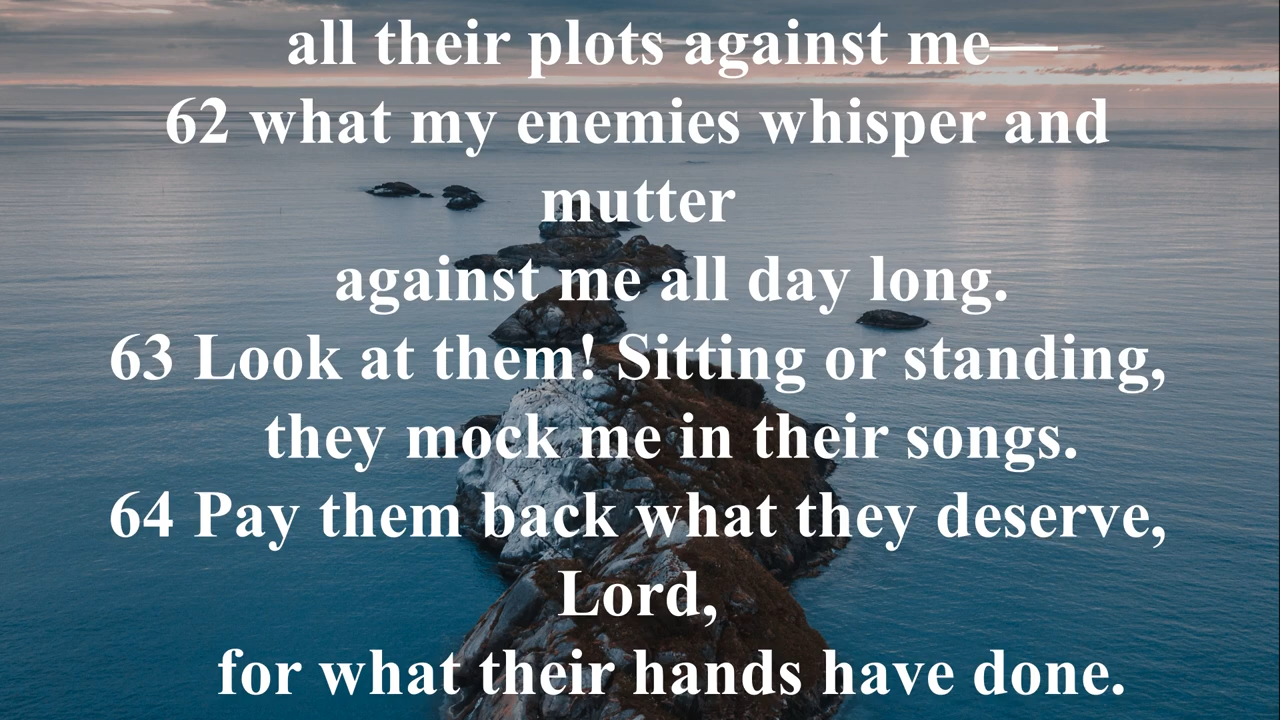 all their plots against me—
62 what my enemies whisper and
mutter
against me all day long.
63 Look at them! Sitting or standing,
they mock me in their songs.
64 Pay them back what they deserve,
Lord,
for what their hands have done.